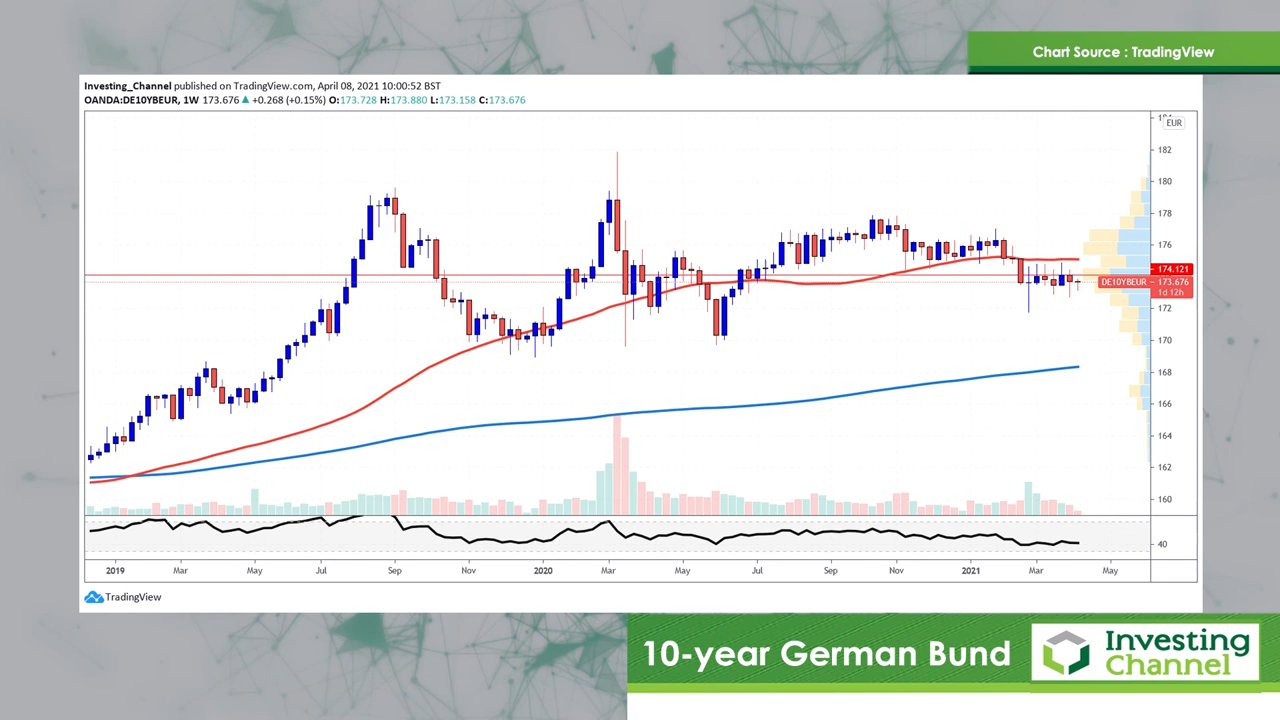 Chart Source : TradingView
Investing_Channel published on TradingView.com, April 08, 2021 10:00:52 BST
OANDA:DE10YBEUR, 1W 173.676 ▲ +0.268 (+0.15%) O:173.728 H:173.880 L:173.158 C:173.676
184
EUR
182
180
178
176
174.121
DE10YBEUR 173.676
1d 12h
172
170
168
166
164
162
160
40
2019 Mar May Jul Sep Nov 2020 Mar May Jul Sep Nov 2021 Mar May
TradingView
10-year German Bund
Investing
Channel